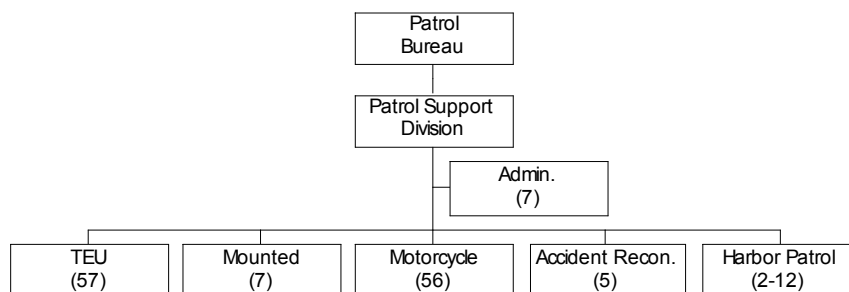 Patrol
Bureau
Patrol Support
Division
Admin.
(7)
TEU
(57)
Mounted
(7)
Motorcycle
(56)
Accident Recon.
(5)
Harbor Patrol
(2-12)